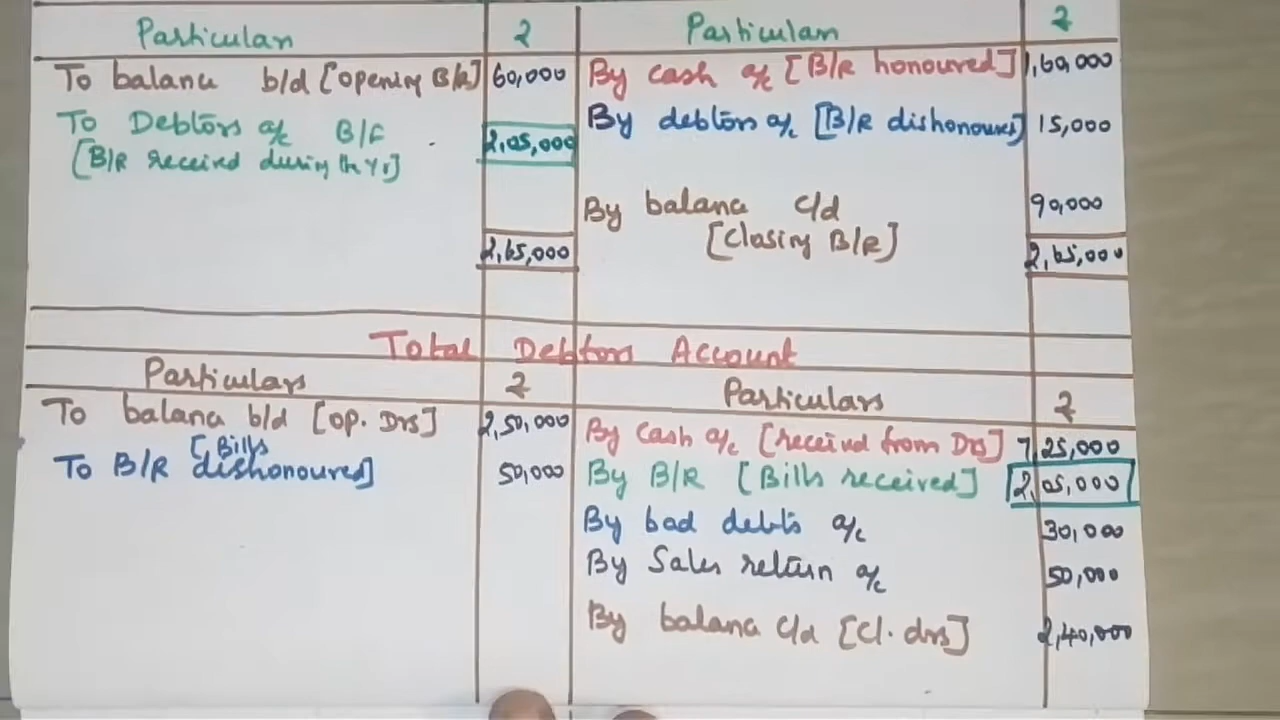 Particulars ₹ Particulars ₹
To balance b/d [opening B/R] 60,000 By cash a/c [B/R honoured] 1,60,000
To Debtors a/c B/F 2,05,000 By debtors a/c [B/R dishonoured] 15,000
[B/R received during the Yr]
By balance c/d 90,000
[Closing B/R]
2,65,000 2,65,000
Total Debtors Account
Particulars ₹ Particulars ₹
To balance b/d [op. Drs] 2,50,000 By Cash a/c [received from Drs] 7,25,000
To B/R [Bills dishonoured] 50,000 By B/R [Bills received] 2,05,000
By bad debts a/c 30,000
By Sales return a/c 50,000
By balance c/d [Cl. drs] 2,40,000